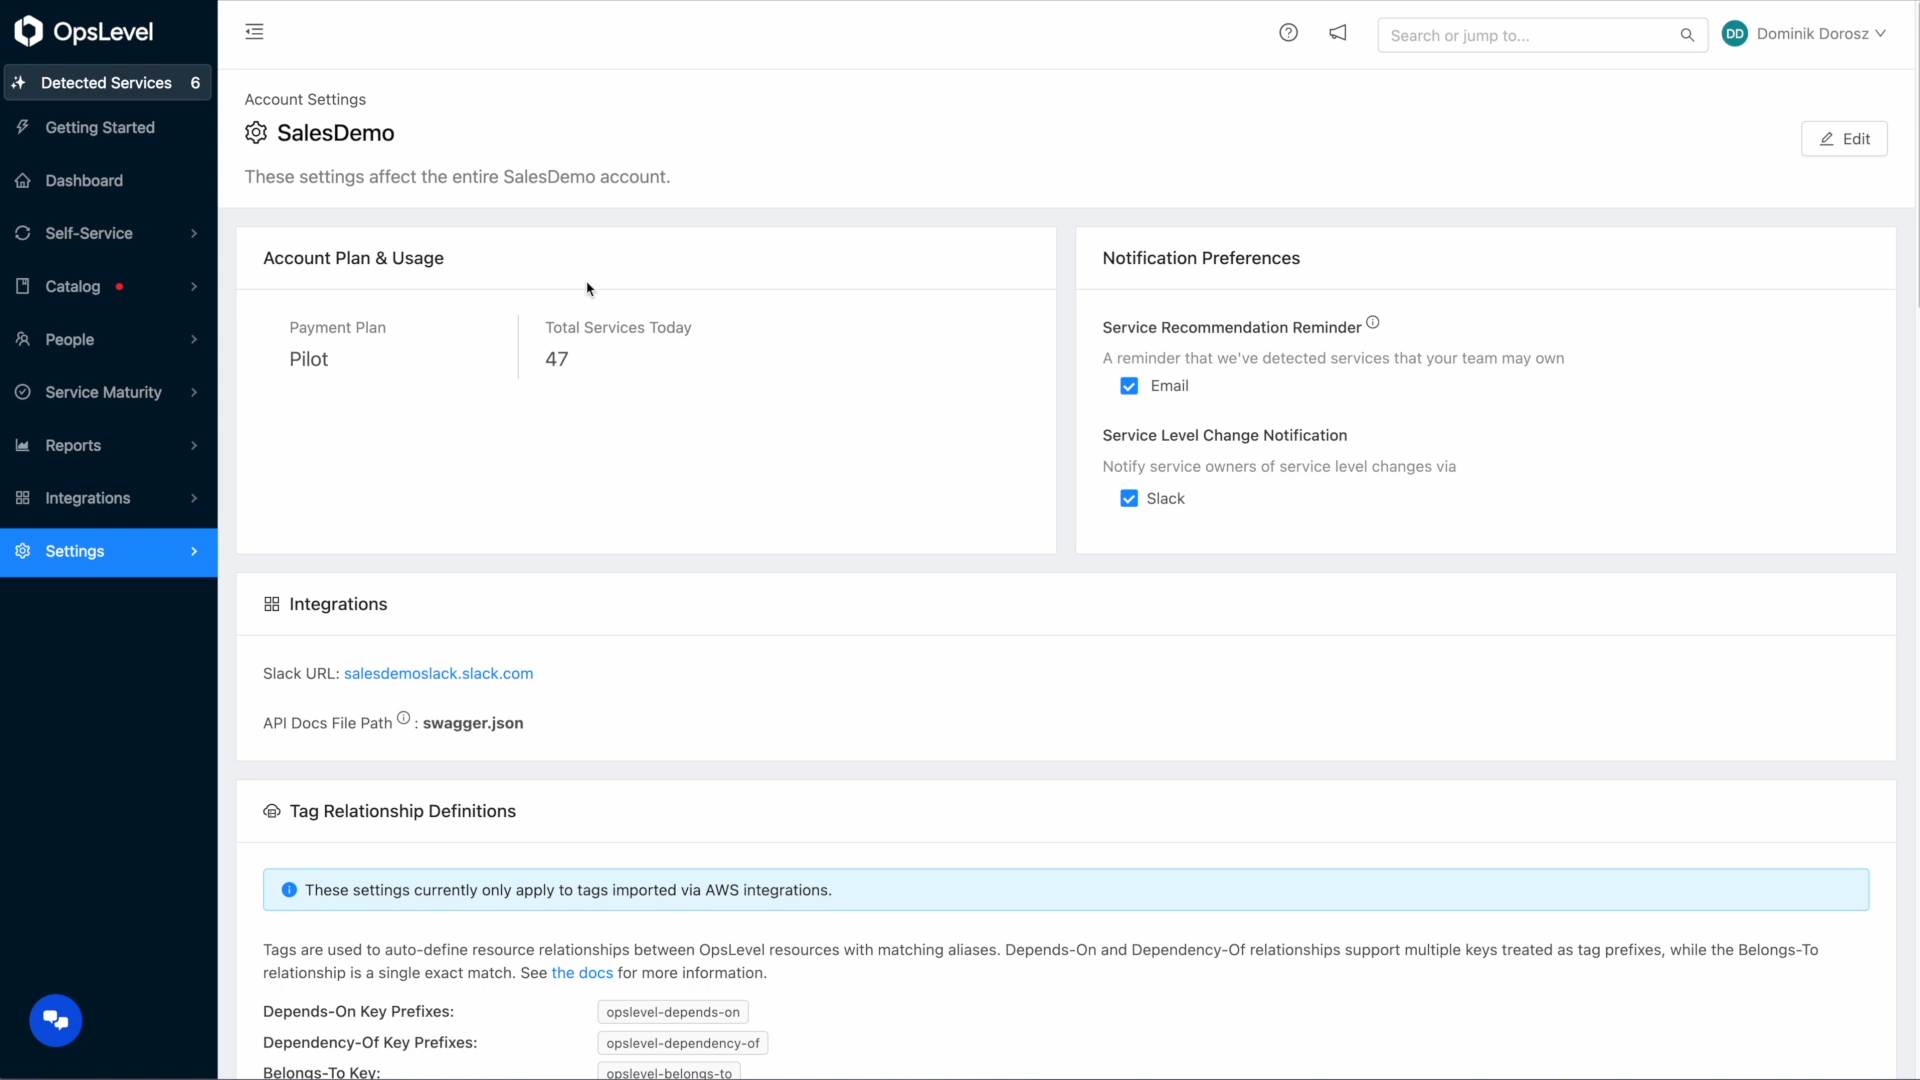 OpsLevel
Detected Services 6
Getting Started
Dashboard
Self-Service
Catalog
People
Service Maturity
Reports
Integrations
Settings
Search or jump to...
DD Dominik Dorosz
Account Settings
SalesDemo
Edit
These settings affect the entire SalesDemo account.
Account Plan & Usage
Payment Plan
Pilot
Total Services Today
47
Notification Preferences
Service Recommendation Reminder
A reminder that we've detected services that your team may own
Email
Service Level Change Notification
Notify service owners of service level changes via
Slack
Integrations
Slack URL: salesdemoslack.slack.com
API Docs File Path : swagger.json
Tag Relationship Definitions
These settings currently only apply to tags imported via AWS integrations.
Tags are used to auto-define resource relationships between OpsLevel resources with matching aliases. Depends-On and Dependency-Of relationships support multiple keys treated as tag prefixes, while the Belongs-To
relationship is a single exact match. See the docs for more information.
Depends-On Key Prefixes: opslevel-depends-on
Dependency-Of Key Prefixes: opslevel-dependency-of
Belongs-To Key: opslevel-belongs-to